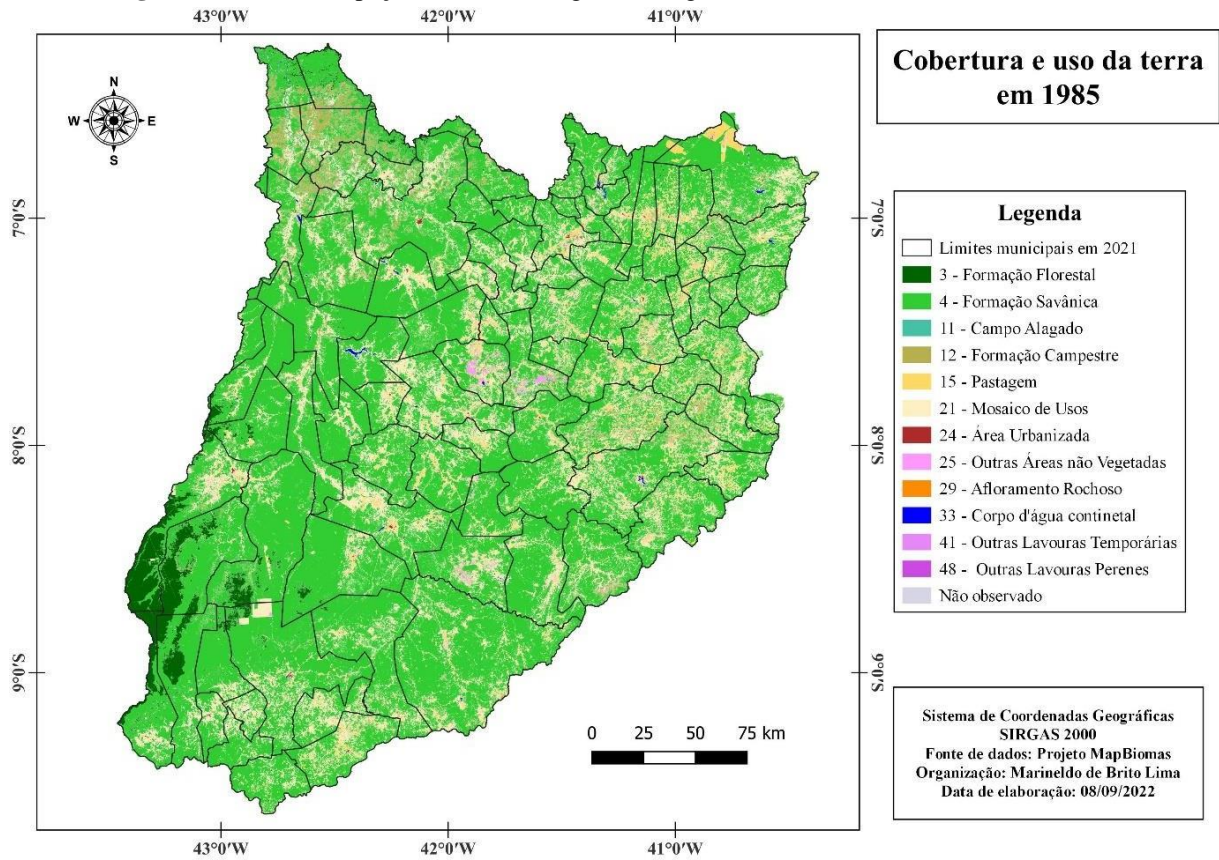 43°0'W 42°0'W 41°0'W
Cobertura e uso da terra
em 1985
N
W E
S
7°0'S 7°0'S
8°0'S 8°0'S
9°0'S 9°0'S
Legenda
Limites municipais em 2021
3 - Formação Florestal
4 - Formação Savânica
11 - Campo Alagado
12 - Formação Campestre
15 - Pastagem
21 - Mosaico de Usos
24 - Área Urbanizada
25 - Outras Áreas não Vegetadas
29 - Afloramento Rochoso
33 - Corpo d'água continetal
41 - Outras Lavouras Temporárias
48 - Outras Lavouras Perenes
Não observado
0 25 50 75 km
Sistema de Coordenadas Geográficas
SIRGAS 2000
Fonte de dados: Projeto MapBiomas
Organização: Marineldo de Brito Lima
Data de elaboração: 08/09/2022
43°0'W 42°0'W 41°0'W